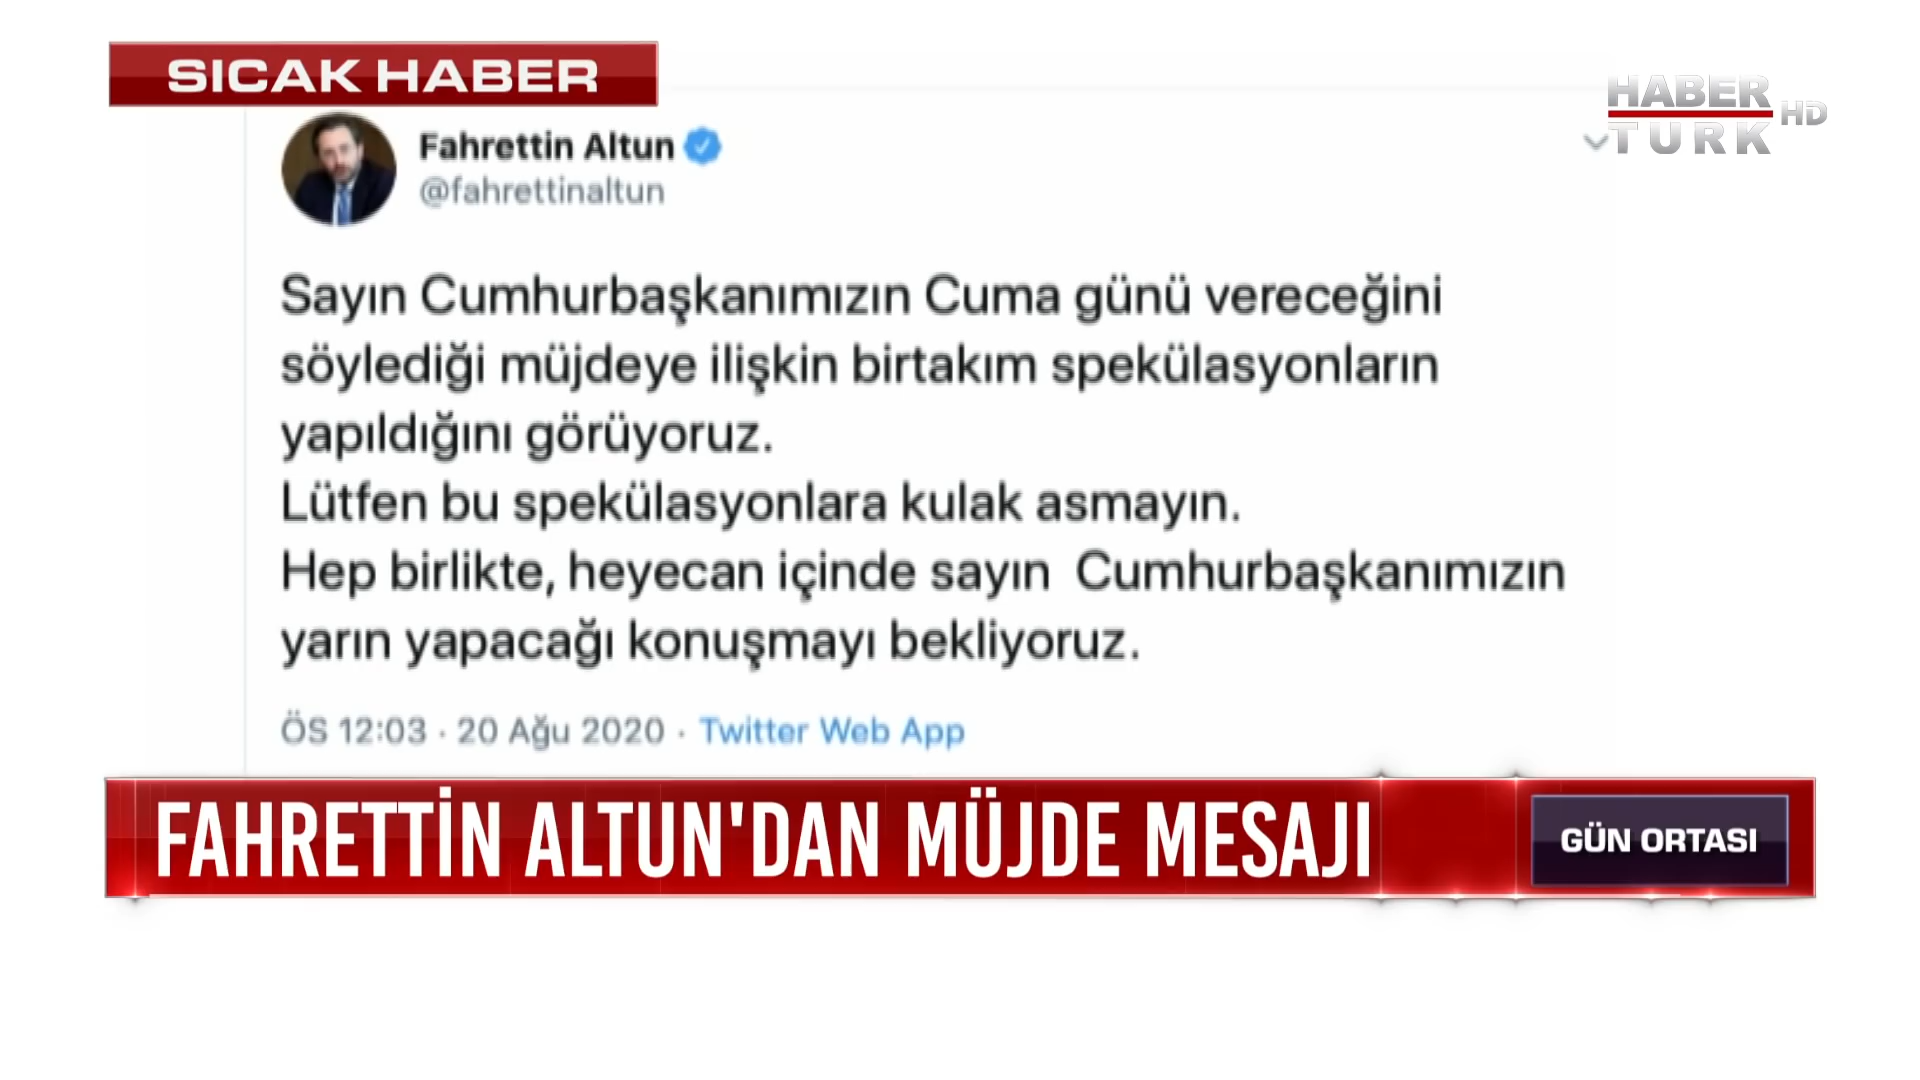 SICAK HABER
HABER
TURK HD
Fahrettin Altun
@fahrettinaltun
Sayın Cumhurbaşkanımızın Cuma günü vereceğini
söylediği müjdeye ilişkin birtakım spekülasyonların
yapıldığını görüyoruz.
Lütfen bu spekülasyonlara kulak asmayın.
Hep birlikte, heyecan içinde sayın  Cumhurbaşkanımızın
yarın yapacağı konuşmayı bekliyoruz.
ÖS 12:03 · 20 Ağu 2020 · Twitter Web App
FAHRETTİN ALTUN'DAN MÜJDE MESAJI
GÜN ORTASI